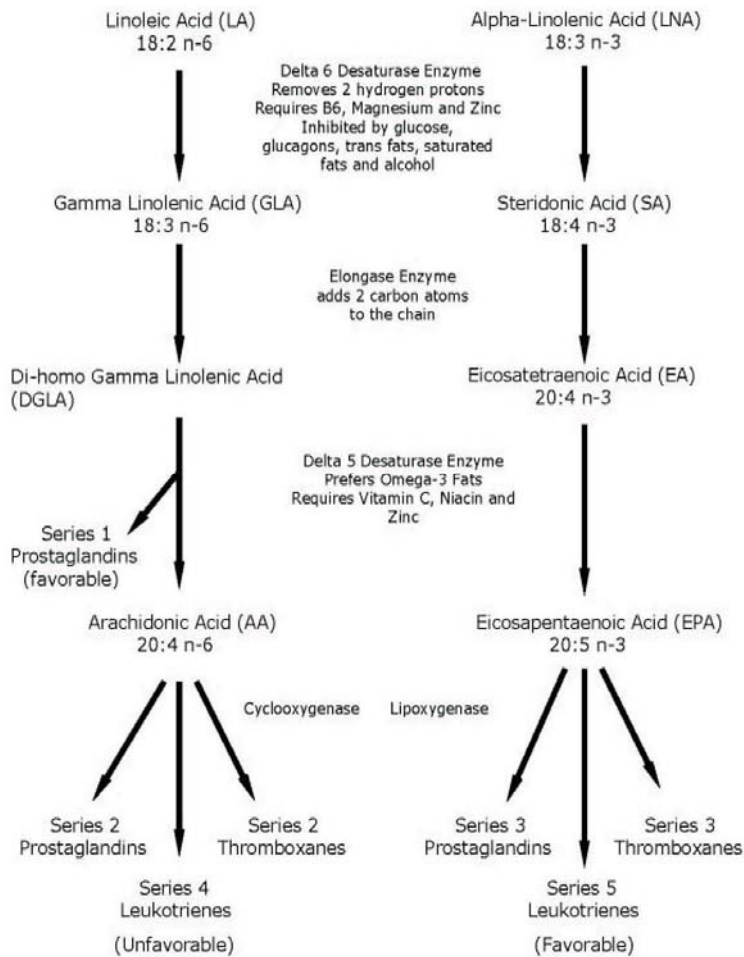 Linoleic Acid (LA)
18:2 n-6
Alpha-Linolenic Acid (LNA)
18:3 n-3
Delta 6 Desaturase Enzyme
Removes 2 hydrogen protons
Requires B6, Magnesium and Zinc
Inhibited by glucose,
glucagons, trans fats, saturated
fats and alcohol
Gamma Linolenic Acid (GLA)
18:3 n-6
Steridonic Acid (SA)
18:4 n-3
Elongase Enzyme
adds 2 carbon atoms
to the chain
Di-homo Gamma Linolenic Acid
(DGLA)
Eicosatetraenoic Acid (EA)
20:4 n-3
Delta 5 Desaturase Enzyme
Prefers Omega-3 Fats
Requires Vitamin C, Niacin and
Zinc
Series 1
Prostaglandins
(favorable)
Arachidonic Acid (AA)
20:4 n-6
Eicosapentaenoic Acid (EPA)
20:5 n-3
Cyclooxygenase
Lipoxygenase
Series 2
Prostaglandins
Series 2
Thromboxanes
Series 3
Prostaglandins
Series 3
Thromboxanes
Series 4
Leukotrienes
(Unfavorable)
Series 5
Leukotrienes
(Favorable)